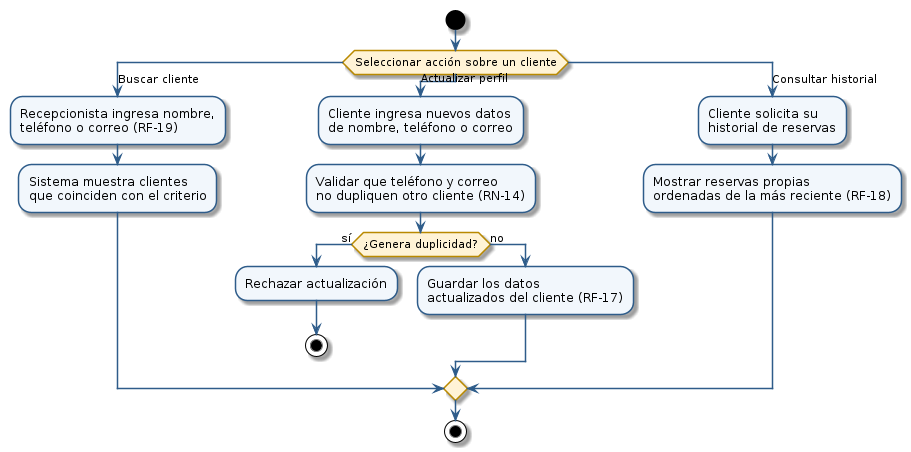 Seleccionar acción sobre un cliente
Buscar cliente
Actualizar perfil
Consultar historial
Recepcionista ingresa nombre,
teléfono o correo (RF-19)
Cliente ingresa nuevos datos
de nombre, teléfono o correo
Cliente solicita su
historial de reservas
Sistema muestra clientes
que coinciden con el criterio
Validar que teléfono y correo
no dupliquen otro cliente (RN-14)
Mostrar reservas propias
ordenadas de la más reciente (RF-18)
sí
¿Genera duplicidad?
no
Rechazar actualización
Guardar los datos
actualizados del cliente (RF-17)